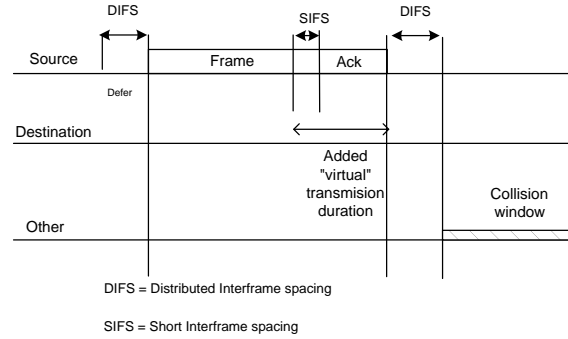 DIFS
SIFS
DIFS
Source
Frame
Ack
Defer
Destination
Added
"virtual"
transmision
duration
Collision
window
Other
DIFS = Distributed Interframe spacing
SIFS = Short Interframe spacing